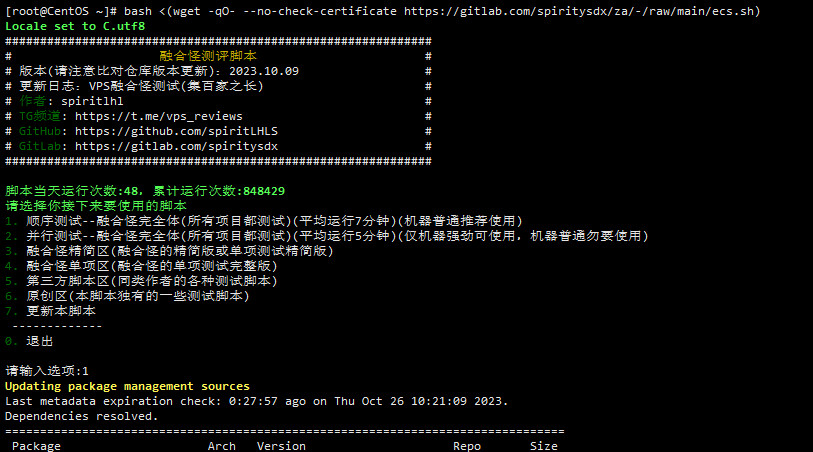 [root@CentOS ~]# bash <(wget -qO- --no-check-certificate https://gitlab.com/spiritysdx/za/-/raw/main/ecs.sh)
Locale set to C.utf8
#############################################################
# 融合怪测评脚本 #
# 版本(请注意比对仓库版本更新)：2023.10.09 #
# 更新日志：VPS融合怪测试(集百家之长) #
# 作者: spiritlhl #
# TG频道: https://t.me/vps_reviews #
# GitHub: https://github.com/spiritLHLS #
# GitLab: https://gitlab.com/spiritysdx #
#############################################################
脚本当天运行次数:48，累计运行次数:848429
请选择你接下来要使用的脚本
1. 顺序测试--融合怪完全体(所有项目都测试)(平均运行7分钟)(机器普通推荐使用)
2. 并行测试--融合怪完全体(所有项目都测试)(平均运行5分钟)(仅机器强劲可使用，机器普通勿要使用)
3. 融合怪精简区(融合怪的精简版或单项测试精简版)
4. 融合怪单项区(融合怪的单项测试完整版)
5. 第三方脚本区(同类作者的各种测试脚本)
6. 原创区(本脚本独有的一些测试脚本)
7. 更新本脚本
-------------
0. 退出
请输入选项:1
Updating package management sources
Last metadata expiration check: 0:27:57 ago on Thu Oct 26 10:21:09 2023.
Dependencies resolved.
================================================================================
Package Arch Version Repo Size